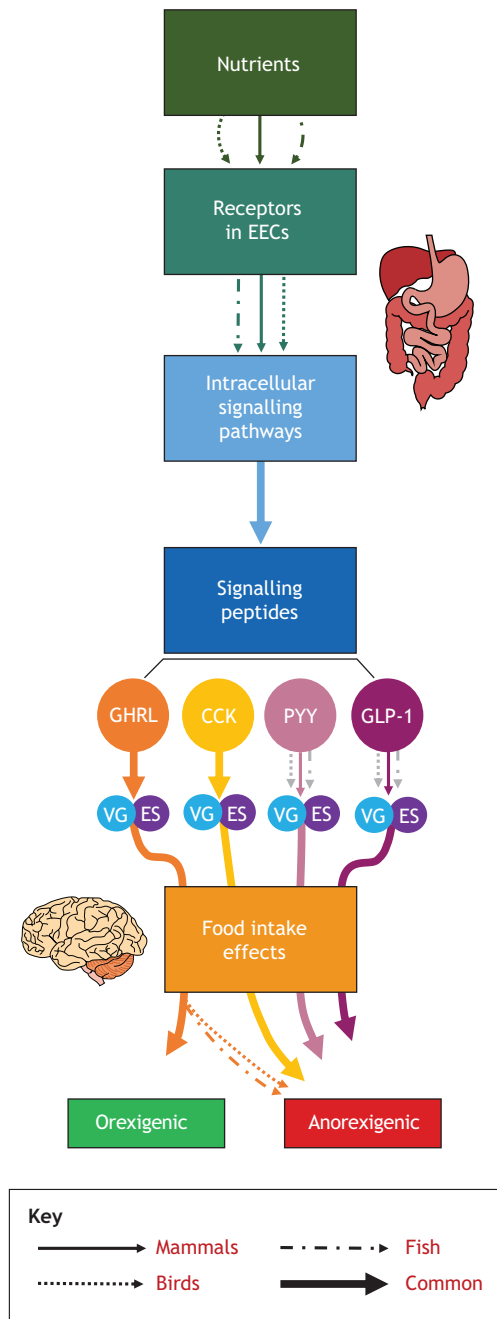 Nutrients
Receptors
in EECs
Intracellular
signalling
pathways
Signalling
peptides
GHRL
CCK
PYY
GLP-1
VG
ES
VG
ES
VG
ES
VG
ES
Food intake
effects
Orexigenic
Anorexigenic
Key
Mammals
Fish
Birds
Common